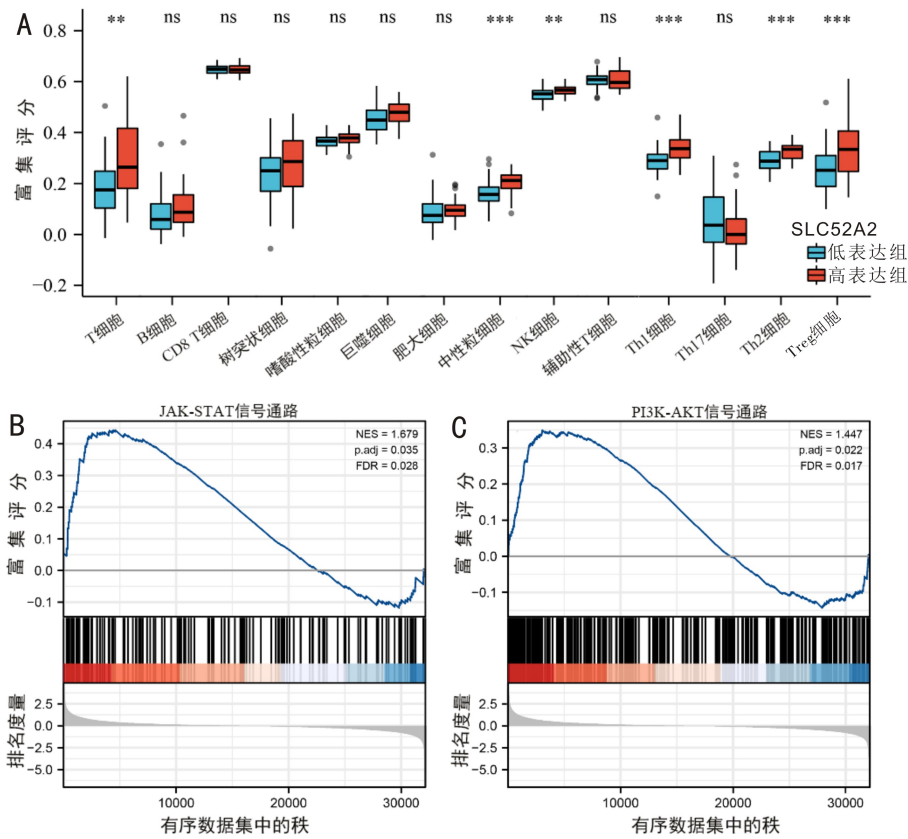 A
** ns ns ns ns ns ns *** ** ns *** ns *** ***
富集评分
0.8
0.6
0.4
0.2
0.0
−0.2
SLC52A2
低表达组
高表达组
T细胞
B细胞
CD8 T细胞
树突状细胞
嗜酸性粒细胞
巨噬细胞
肥大细胞
中性粒细胞
NK细胞
辅助性T细胞
Th1细胞
Th17细胞
Th2细胞
Treg细胞
B
JAK-STAT信号通路
NES = 1.679
p.adj = 0.035
FDR = 0.028
富集评分
0.4
0.3
0.2
0.1
0.0
−0.1
排名度量
2.5
0.0
−2.5
−5.0
10000 20000 30000
有序数据集中的秩
C
PI3K-AKT信号通路
NES = 1.447
p.adj = 0.022
FDR = 0.017
富集评分
0.3
0.2
0.1
0.0
−0.1
排名度量
2.5
0.0
−2.5
−5.0
10000 20000 30000
有序数据集中的秩